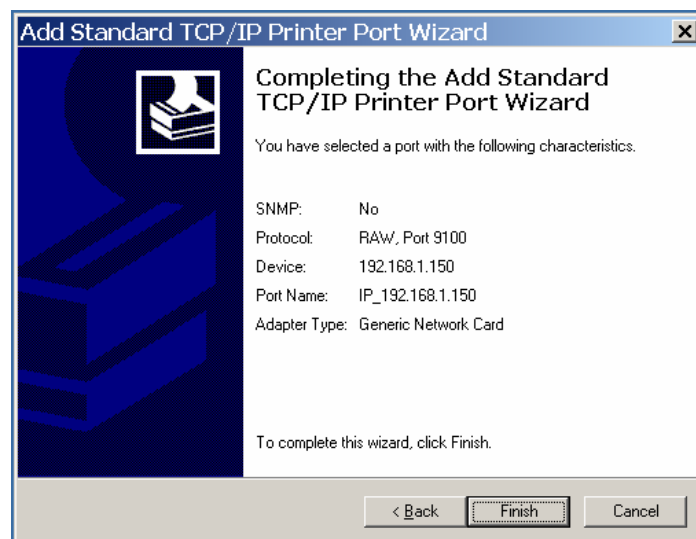 Add Standard TCP/IP Printer Port Wizard
Completing the Add Standard
TCP/IP Printer Port Wizard
You have selected a port with the following characteristics.
SNMP: No
Protocol: RAW, Port 9100
Device: 192.168.1.150
Port Name: IP_192.168.1.150
Adapter Type: Generic Network Card
To complete this wizard, click Finish.
< Back Finish Cancel